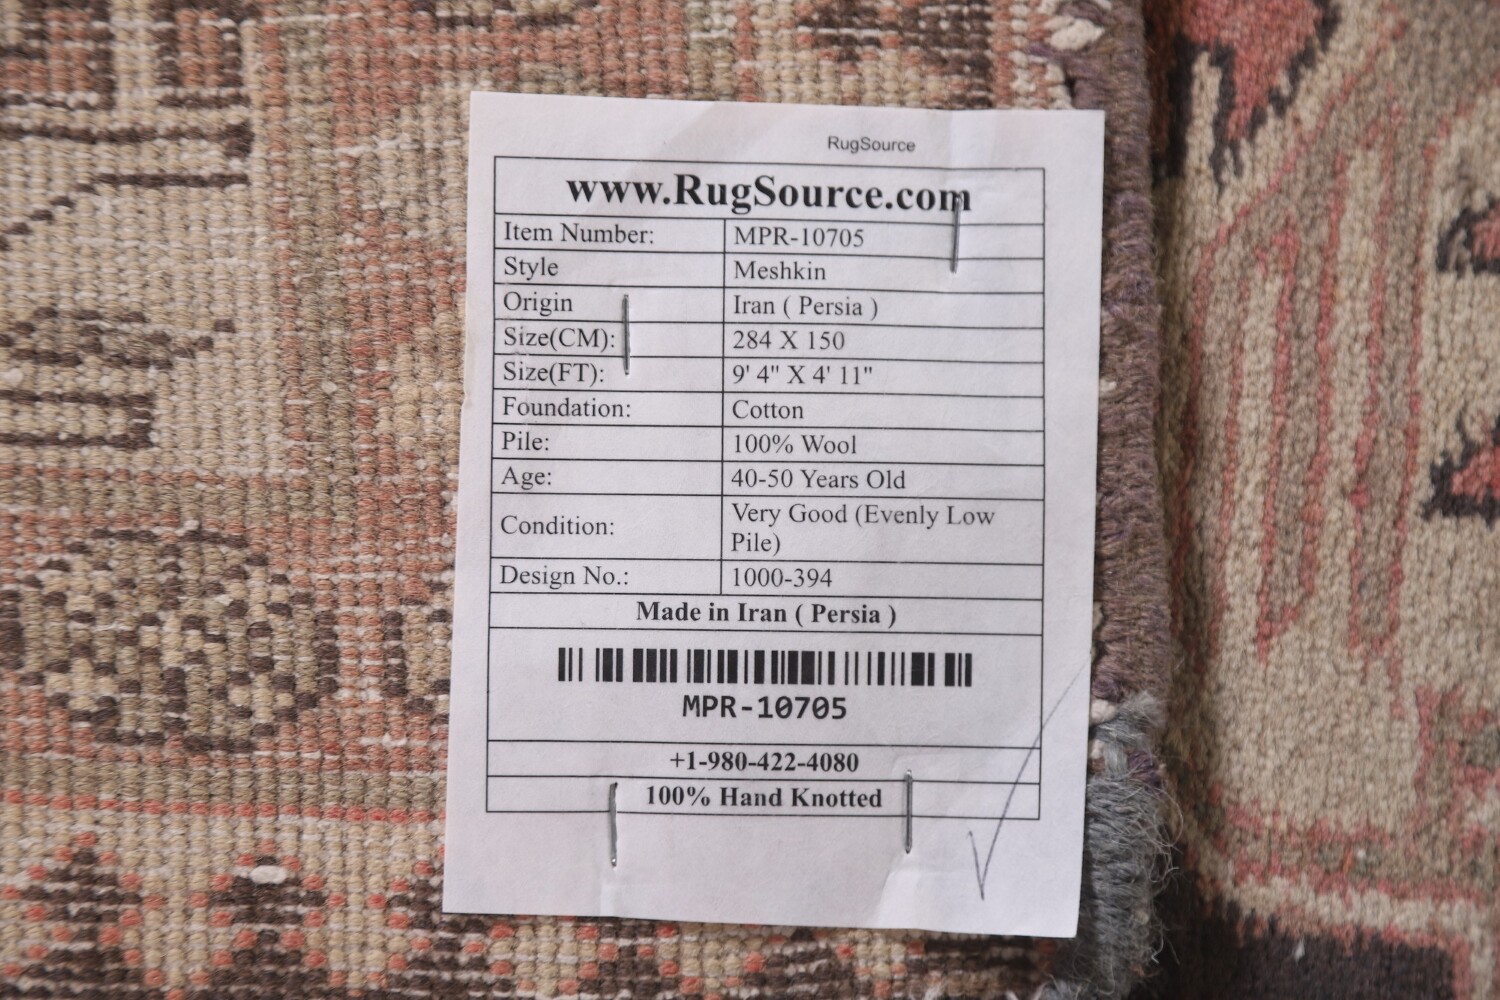 RugSource
www.RugSource.com
Item Number: MPR-10705
Style Meshkin
Origin Iran ( Persia )
Size(CM): 284 X 150
Size(FT): 9' 4" X 4' 11"
Foundation: Cotton
Pile: 100% Wool
Age: 40-50 Years Old
Condition: Very Good (Evenly Low
Pile)
Design No.: 1000-394
Made in Iran ( Persia )
MPR-10705
+1-980-422-4080
100% Hand Knotted